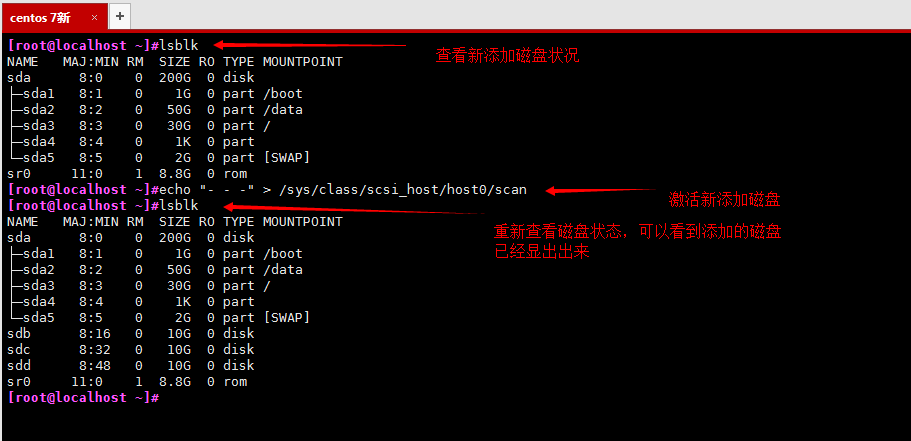 centos 7新 × +
[root@localhost ~]#lsblk
查看新添加磁盘状况
NAME   MAJ:MIN RM  SIZE RO TYPE MOUNTPOINT
sda      8:0    0  200G  0 disk
├─sda1   8:1    0    1G  0 part /boot
├─sda2   8:2    0   50G  0 part /data
├─sda3   8:3    0   30G  0 part /
├─sda4   8:4    0    1K  0 part
└─sda5   8:5    0    2G  0 part [SWAP]
sr0     11:0    1  8.8G  0 rom
[root@localhost ~]#echo "- - -" > /sys/class/scsi_host/host0/scan
激活新添加磁盘
[root@localhost ~]#lsblk
NAME   MAJ:MIN RM  SIZE RO TYPE MOUNTPOINT
重新查看磁盘状态，可以看到添加的磁盘
已经显出出来
sda      8:0    0  200G  0 disk
├─sda1   8:1    0    1G  0 part /boot
├─sda2   8:2    0   50G  0 part /data
├─sda3   8:3    0   30G  0 part /
├─sda4   8:4    0    1K  0 part
└─sda5   8:5    0    2G  0 part [SWAP]
sdb      8:16   0   10G  0 disk
sdc      8:32   0   10G  0 disk
sdd      8:48   0   10G  0 disk
sr0     11:0    1  8.8G  0 rom
[root@localhost ~]#